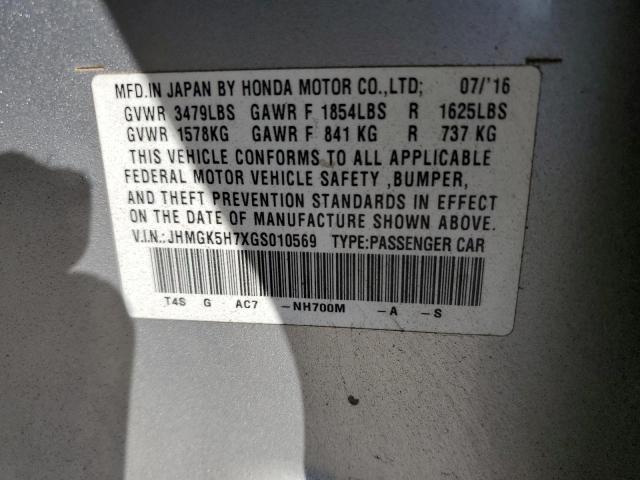 MFD.IN JAPAN BY HONDA MOTOR CO.,LTD; 07/'16
GVWR 3479LBS GAWR F 1854LBS R 1625LBS
GVWR 1578KG GAWR F 841 KG R 737 KG
THIS VEHICLE CONFORMS TO ALL APPLICABLE
FEDERAL MOTOR VEHICLE SAFETY ,BUMPER,
AND THEFT PREVENTION STANDARDS IN EFFECT
ON THE DATE OF MANUFACTURE SHOWN ABOVE.
V.I.N.:JHMGK5H7XGS010569 TYPE:PASSENGER CAR
T4S G AC7 -NH700M -A -S